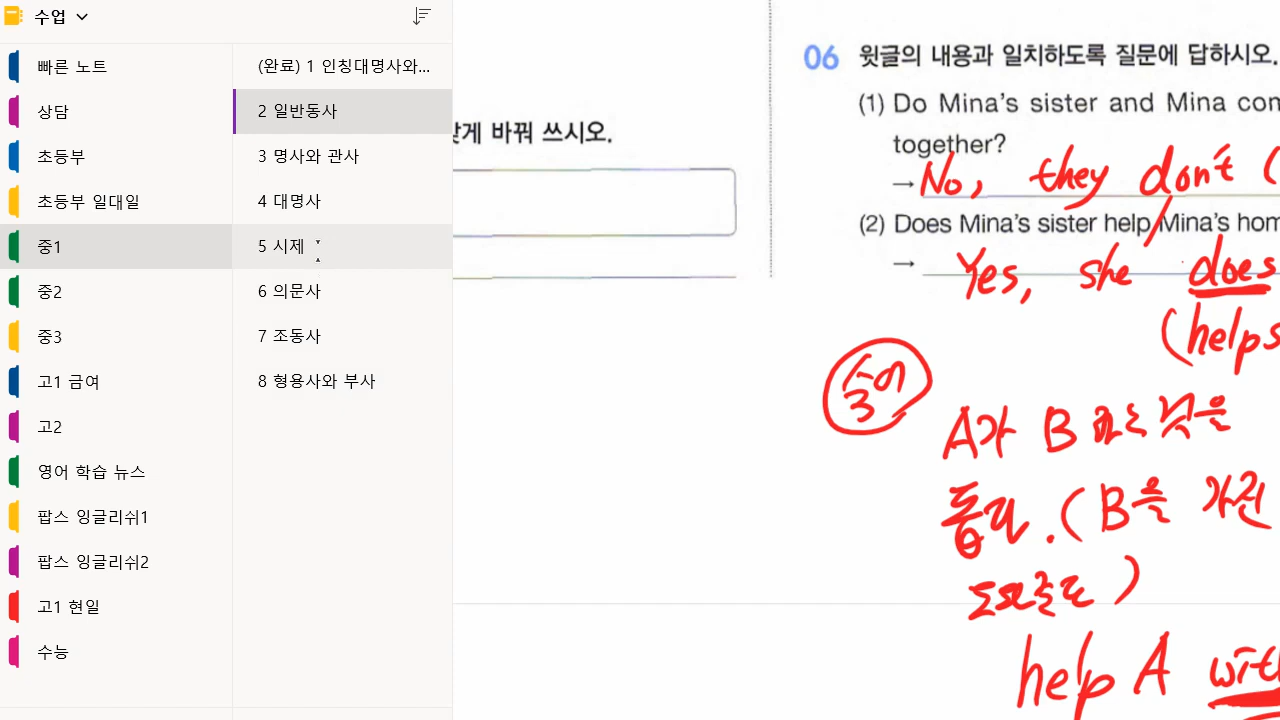 수업
빠른 노트
상담
초등부
초등부 일대일
중1
중2
중3
고1 금여
고2
영어 학습 뉴스
팝스 잉글리쉬1
팝스 잉글리쉬2
고1 현일
수능
(완료) 1 인칭대명사와...
2 일반동사
3 명사와 관사
4 대명사
5 시제
6 의문사
7 조동사
8 형용사와 부사
맞게 바꿔 쓰시오.
06 윗글의 내용과 일치하도록 질문에 답하시오.
(1) Do Mina's sister and Mina
together?
→ No, they don't (
(2) Does Mina's sister help Mina's
→ Yes, she does
(helps
숙어
A가 B 하는 것을
돕다. (B을 가진
도와준다)
help A with